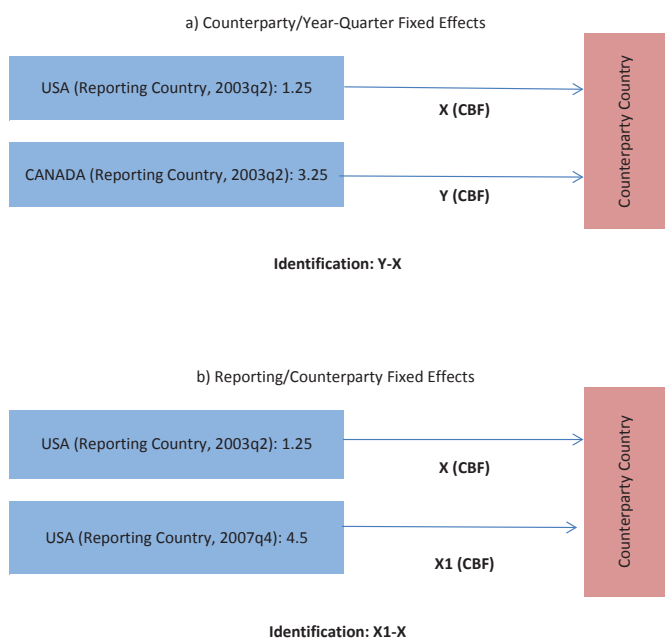 a) Counterparty/Year-Quarter Fixed Effects
USA (Reporting Country, 2003q2): 1.25
X (CBF)
CANADA (Reporting Country, 2003q2): 3.25
Y (CBF)
Counterparty Country
Identification: Y-X
b) Reporting/Counterparty Fixed Effects
USA (Reporting Country, 2003q2): 1.25
X (CBF)
USA (Reporting Country, 2007q4): 4.5
X1 (CBF)
Counterparty Country
Identification: X1-X